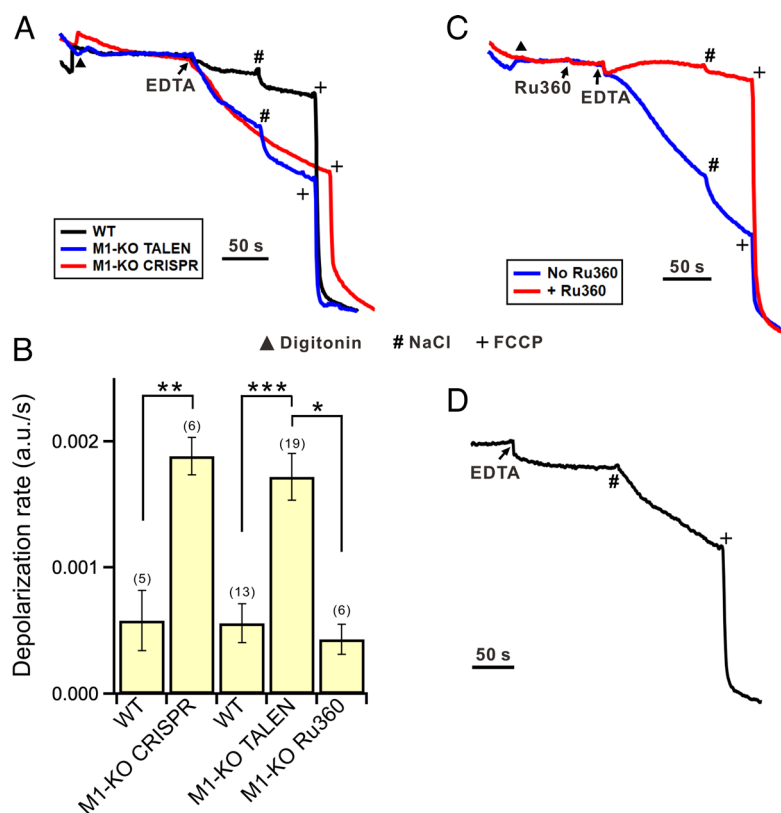 A
#
+
EDTA
#
+
+
WT
M1-KO TALEN
M1-KO CRISPR
50 s
C
#
+
Ru360
EDTA
#
+
No Ru360
+ Ru360
50 s
▲ Digitonin # NaCl + FCCP
B
Depolarization rate (a.u./s)
0.002
0.001
0.000
**
***
*
(5)
(6)
(13)
(19)
(6)
WT
M1-KO CRISPR
WT
M1-KO TALEN
M1-KO Ru360
D
EDTA
#
+
50 s